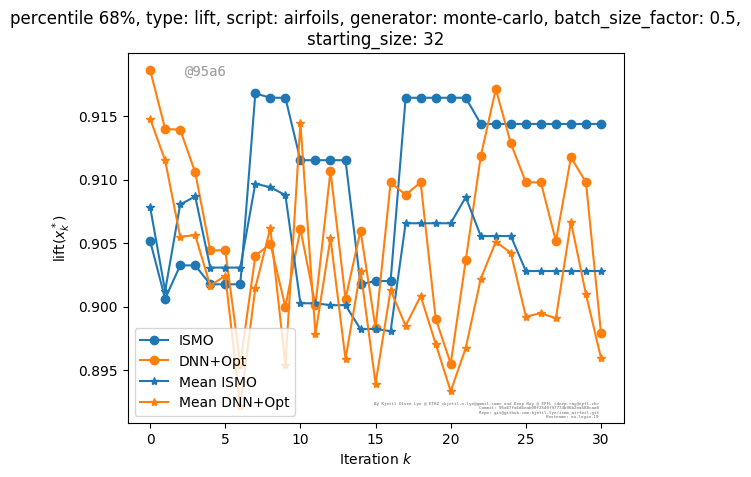 percentile 68%, type: lift, script: airfoils, generator: monte-carlo, batch_size_factor: 0.5,
starting_size: 32
@95a6
0.915
0.910
0.905
0.900
0.895
lift(x*k)
ISMO
DNN+Opt
Mean ISMO
Mean DNN+Opt
0
5
10
15
20
25
30
Iteration k